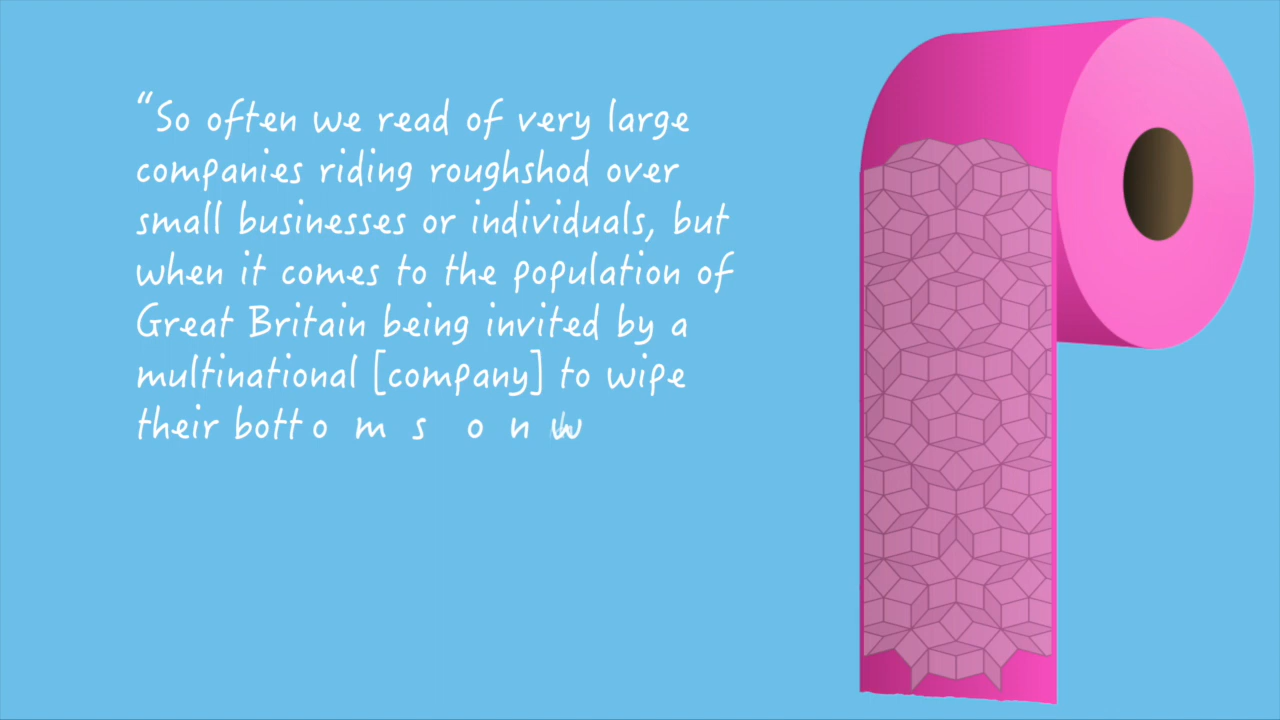 “So often we read of very large
companies riding roughshod over
small businesses or individuals, but
when it comes to the population of
Great Britain being invited by a
multinational [company] to wipe
their bottoms on w